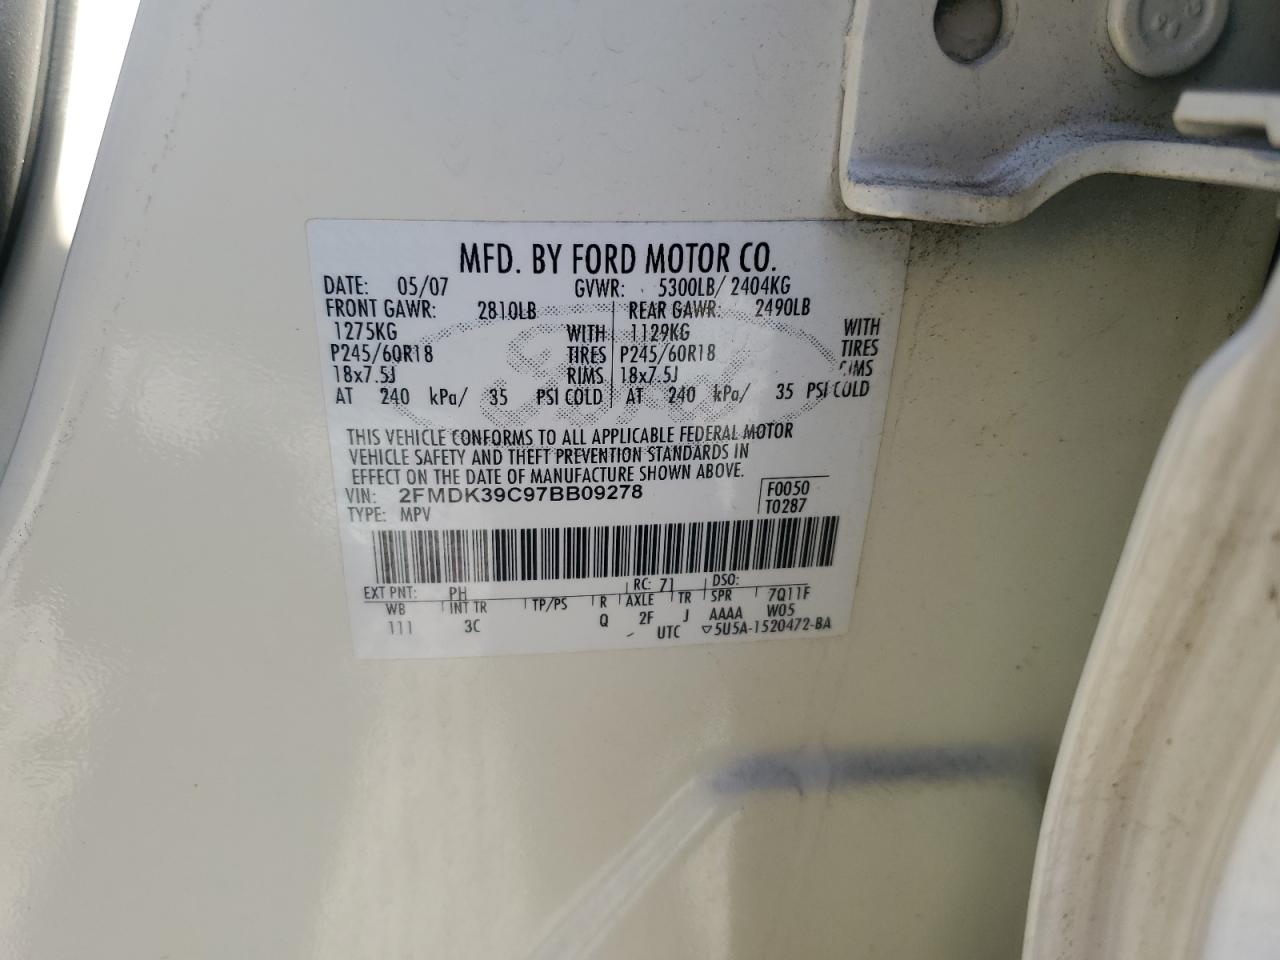 MFD. BY FORD MOTOR CO.
DATE: 05/07 GVWR: 5300LB/ 2404KG
FRONT GAWR: 2810LB REAR GAWR: 2490LB
1275KG WITH 1129KG WITH
P245/60R18 TIRES P245/60R18 TIRES
18x7.5J RIMS 18x7.5J RIMS
AT 240 kPa/ 35 PSI COLD AT 240 kPa/ 35 PSI COLD
THIS VEHICLE CONFORMS TO ALL APPLICABLE FEDERAL MOTOR
VEHICLE SAFETY AND THEFT PREVENTION STANDARDS IN
EFFECT ON THE DATE OF MANUFACTURE SHOWN ABOVE.
VIN: 2FMDK39C97BB09278 F0050
TYPE: MPV T0287
EXT PNT: PH RC: 71 DSO:
WB INT TR TP/PS R AXLE TR SPR 7Q11F
111 3C Q 2F J AAAA W05
UTC ▽5U5A-1520472-BA